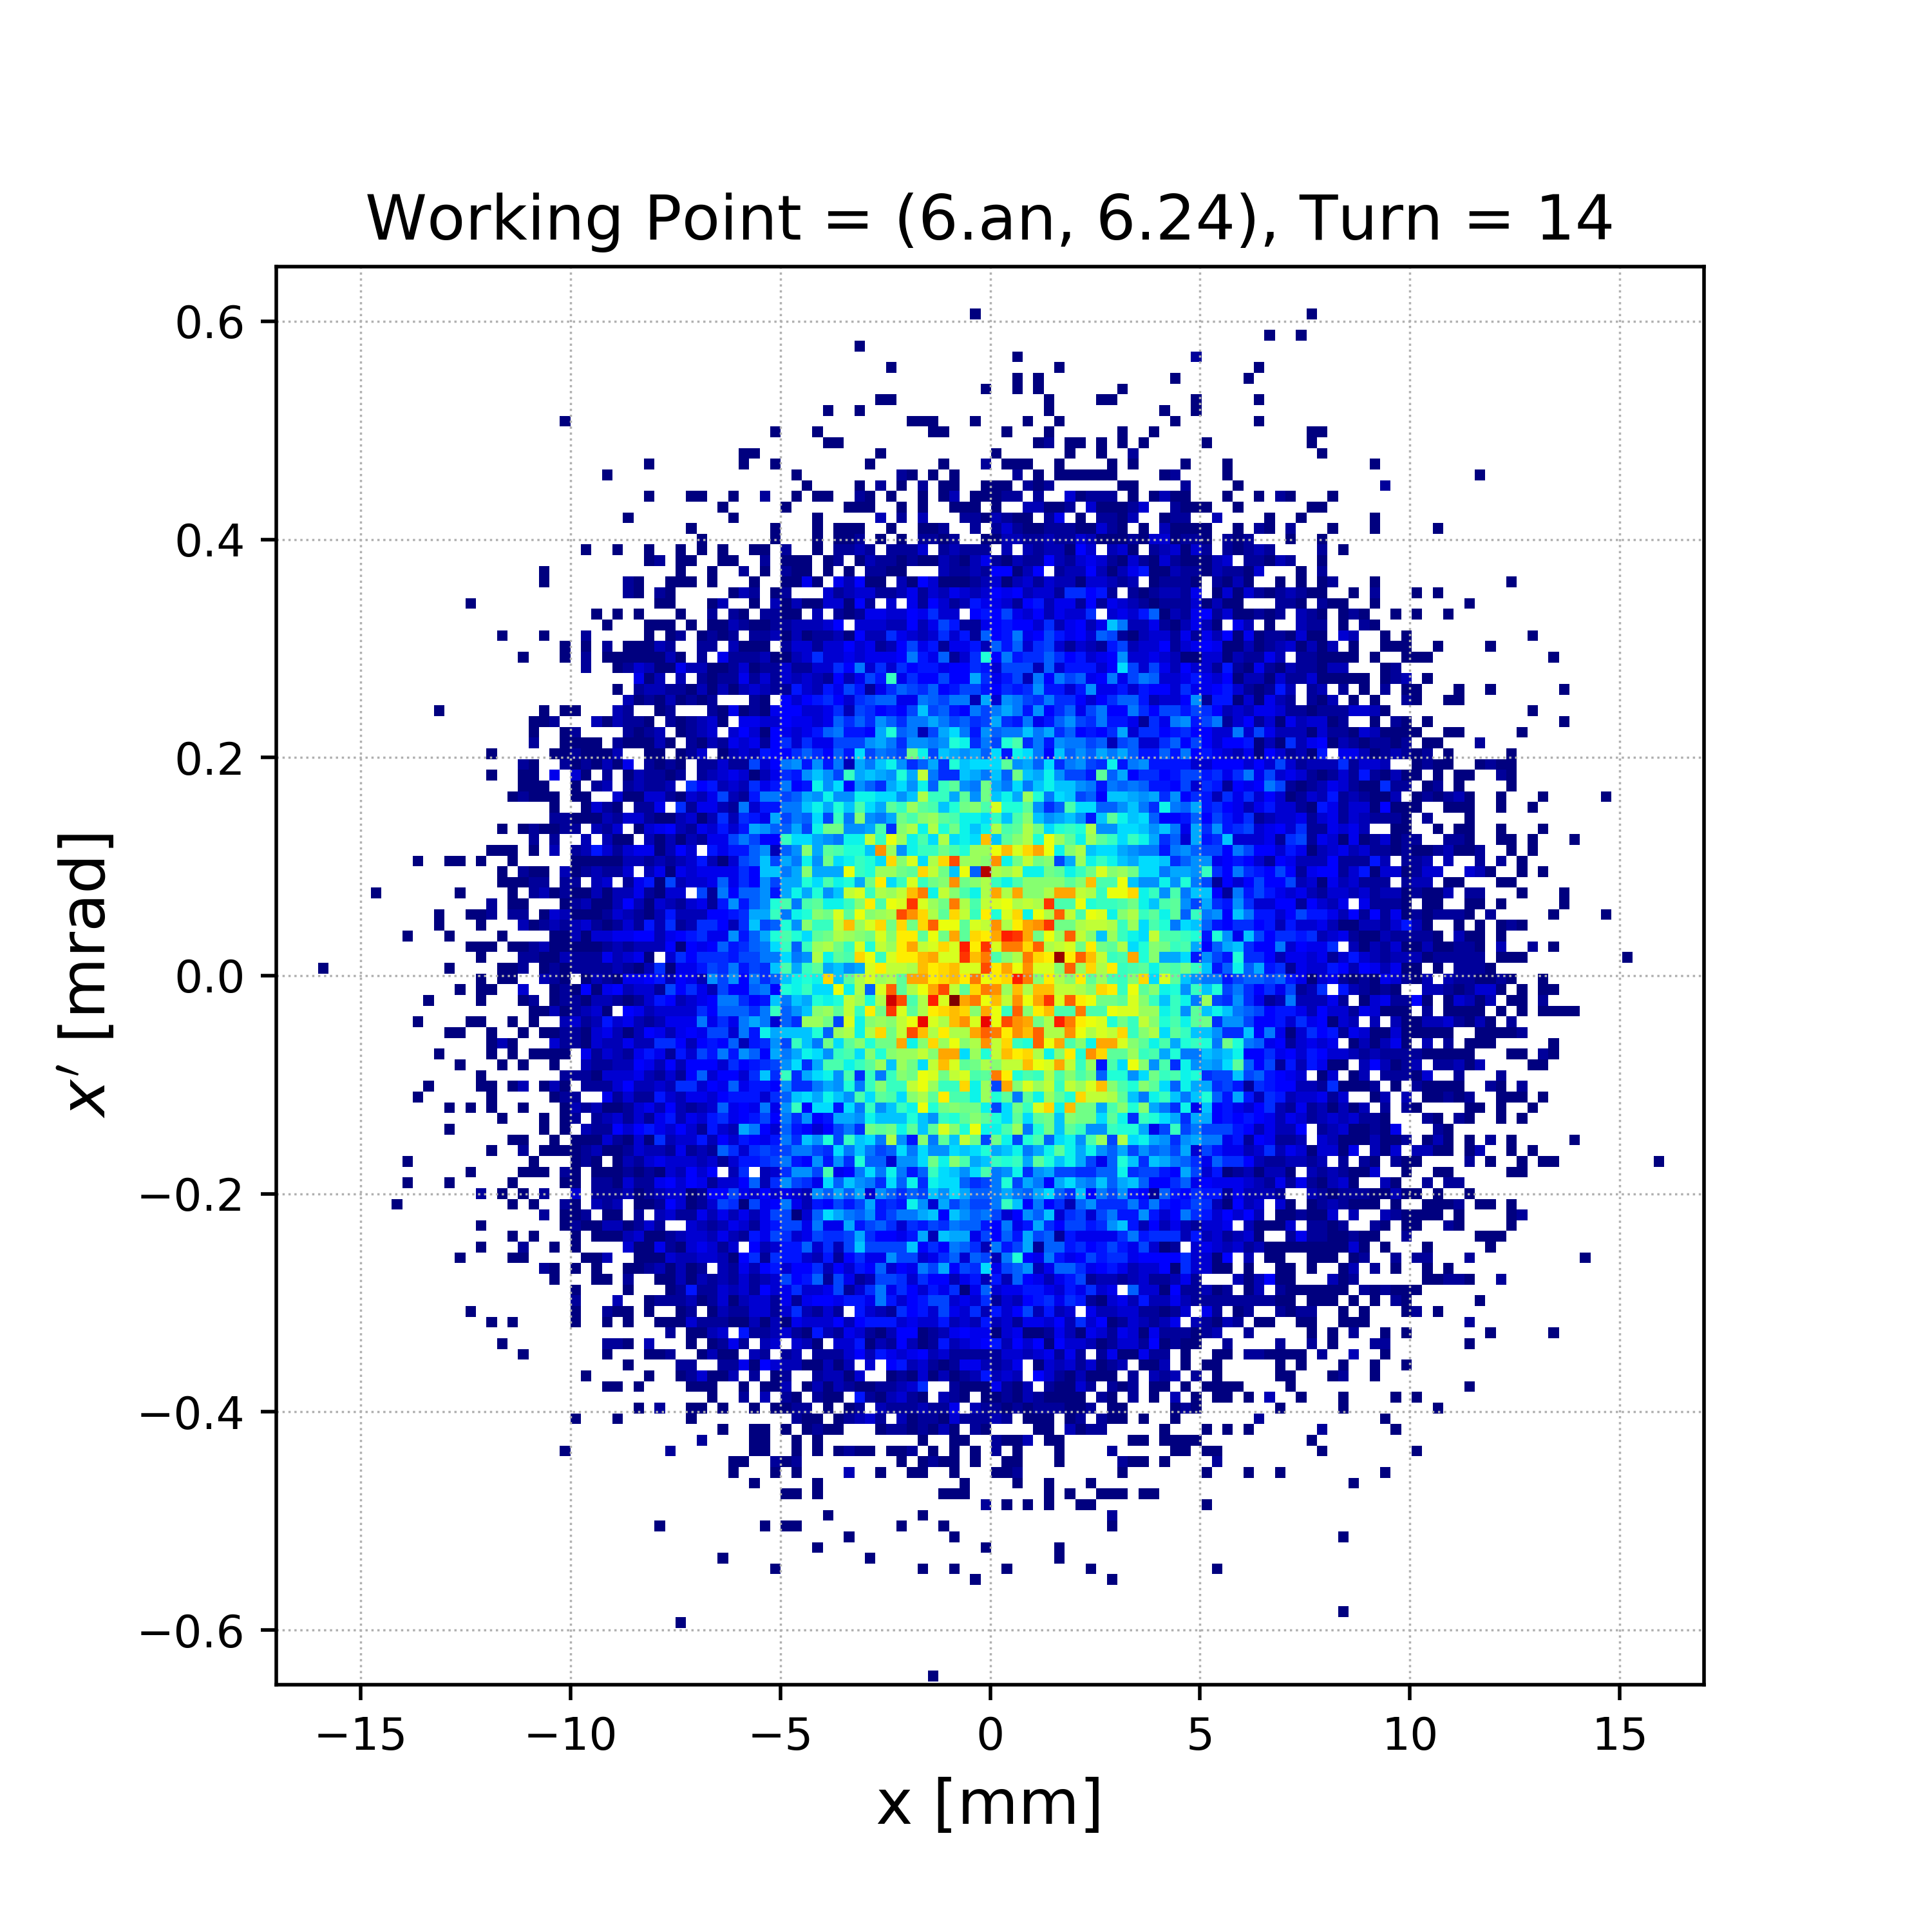 Working Point = (6.an, 6.24), Turn = 14
0.6
0.4
0.2
0.0
−0.2
−0.4
−0.6
x′ [mrad]
−15 −10 −5 0 5 10 15
x [mm]